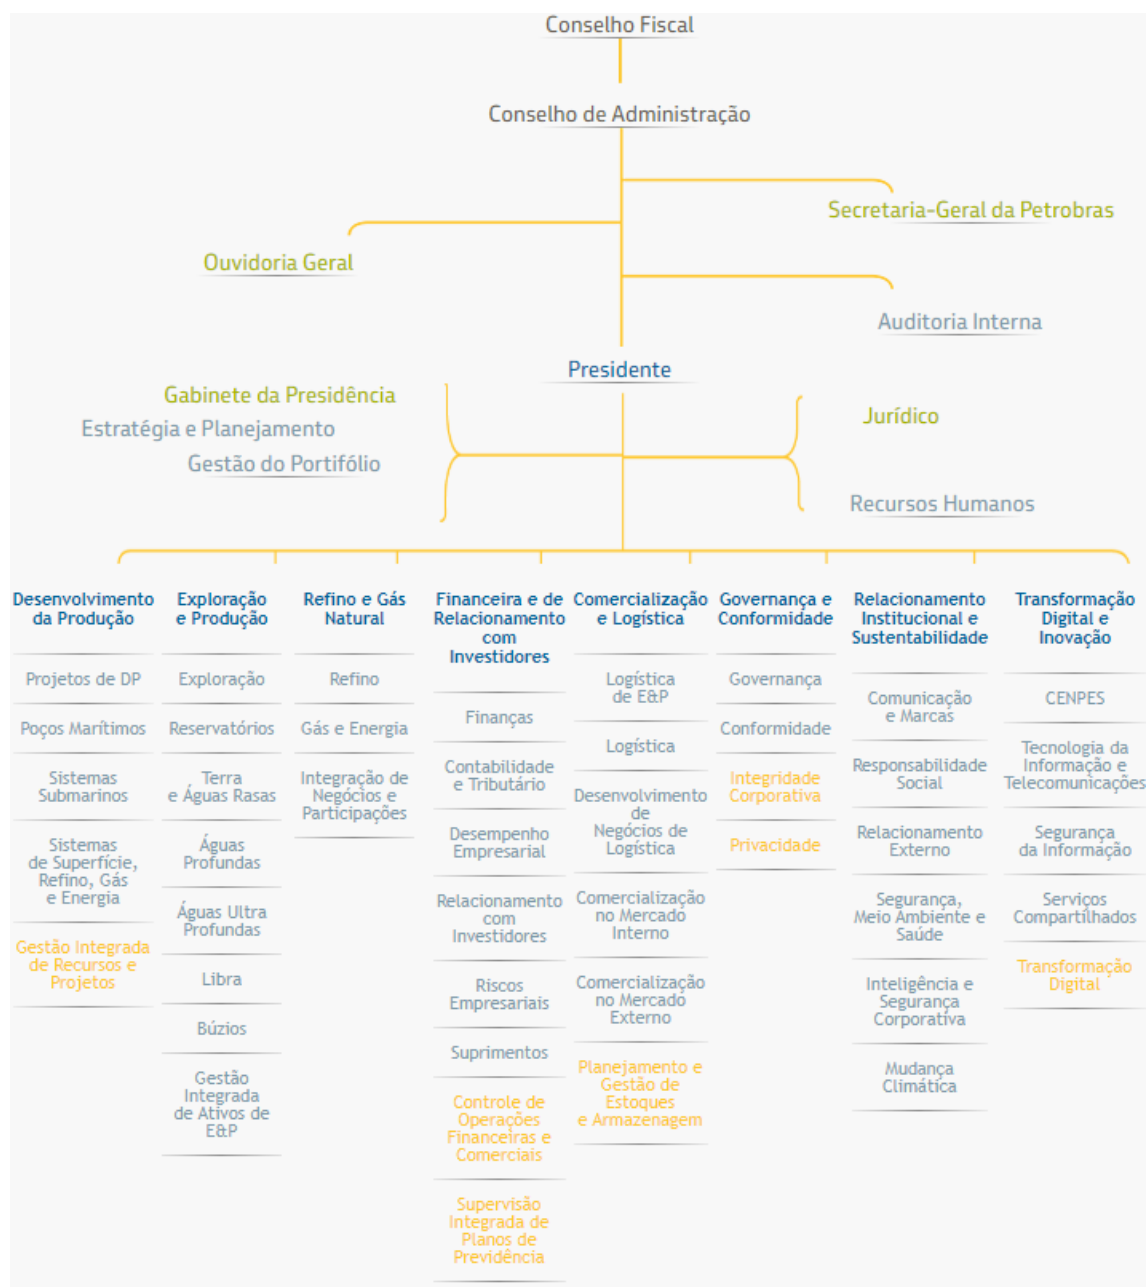 Conselho Fiscal
Conselho de Administração
Secretaria-Geral da Petrobras
Ouvidoria Geral
Auditoria Interna
Presidente
Gabinete da Presidência
Estratégia e Planejamento
Gestão do Portifólio
Jurídico
Recursos Humanos
Desenvolvimento
da Produção
Projetos de DP
Poços Marítimos
Sistemas
Submarinos
Sistemas
de Superfície,
Refino, Gás
e Energia
Gestão Integrada
de Recursos e
Projetos
Exploração
e Produção
Exploração
Reservatórios
Terra
e Águas Rasas
Águas
Profundas
Águas Ultra
Profundas
Libra
Búzios
Gestão
Integrada
de Ativos de
E&P
Refino e Gás
Natural
Refino
Gás e Energia
Integração de
Negócios e
Participações
Financeira e de
Relacionamento
com
Investidores
Finanças
Contabilidade
e Tributário
Desempenho
Empresarial
Relacionamento
com
Investidores
Riscos
Empresariais
Suprimentos
Controle de
Operações
Financeiras e
Comerciais
Supervisão
Integrada de
Planos de
Previdência
Comercialização
e Logística
Logística
de E&P
Logística
Desenvolvimento
de
Negócios de
Logística
Comercialização
no Mercado
Interno
Comercialização
no Mercado
Externo
Planejamento e
Gestão de
Estoques
e Armazenagem
Governança e
Conformidade
Governança
Conformidade
Integridade
Corporativa
Privacidade
Relacionamento
Institucional e
Sustentabilidade
Comunicação
e Marcas
Responsabilidade
Social
Relacionamento
Externo
Segurança,
Meio Ambiente e
Saúde
Inteligência e
Segurança
Corporativa
Mudança
Climática
Transformação
Digital e
Inovação
CENPES
Tecnologia da
Informação e
Telecomunicações
Segurança
da Informação
Serviços
Compartilhados
Transformação
Digital